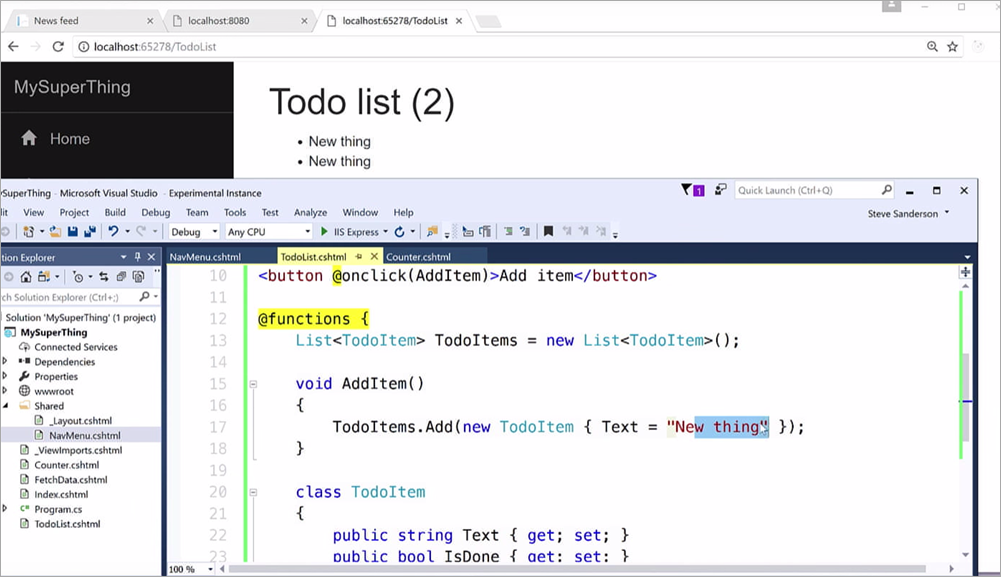 News feed
localhost:8080
localhost:65278/TodoList
localhost:65278/TodoList
MySuperThing
Home
Todo list (2)
New thing
New thing
SuperThing - Microsoft Visual Studio - Experimental Instance
1
Quick Launch (Ctrl+Q)
View Project Build Debug Team Tools Test Analyze Window Help
Steve Sanderson
Debug Any CPU IIS Express
tion Explorer
rch Solution Explorer (Ctrl+;)
Solution 'MySuperThing' (1 project)
MySuperThing
Connected Services
Dependencies
Properties
wwwroot
Shared
_Layout.cshtml
NavMenu.cshtml
_ViewImports.cshtml
Counter.cshtml
FetchData.cshtml
Index.cshtml
C# Program.cs
TodoList.cshtml
NavMenu.cshtml TodoList.cshtml Counter.cshtml
10 <button @onclick(AddItem)>Add item</button>
11
12 @functions {
13 List<TodoItem> TodoItems = new List<TodoItem>();
14
15 void AddItem()
16 {
17 TodoItems.Add(new TodoItem { Text = "New thing" });
18 }
19
20 class TodoItem
21 {
22 public string Text { get; set; }
23 public bool IsDone { get; set; }
100 %